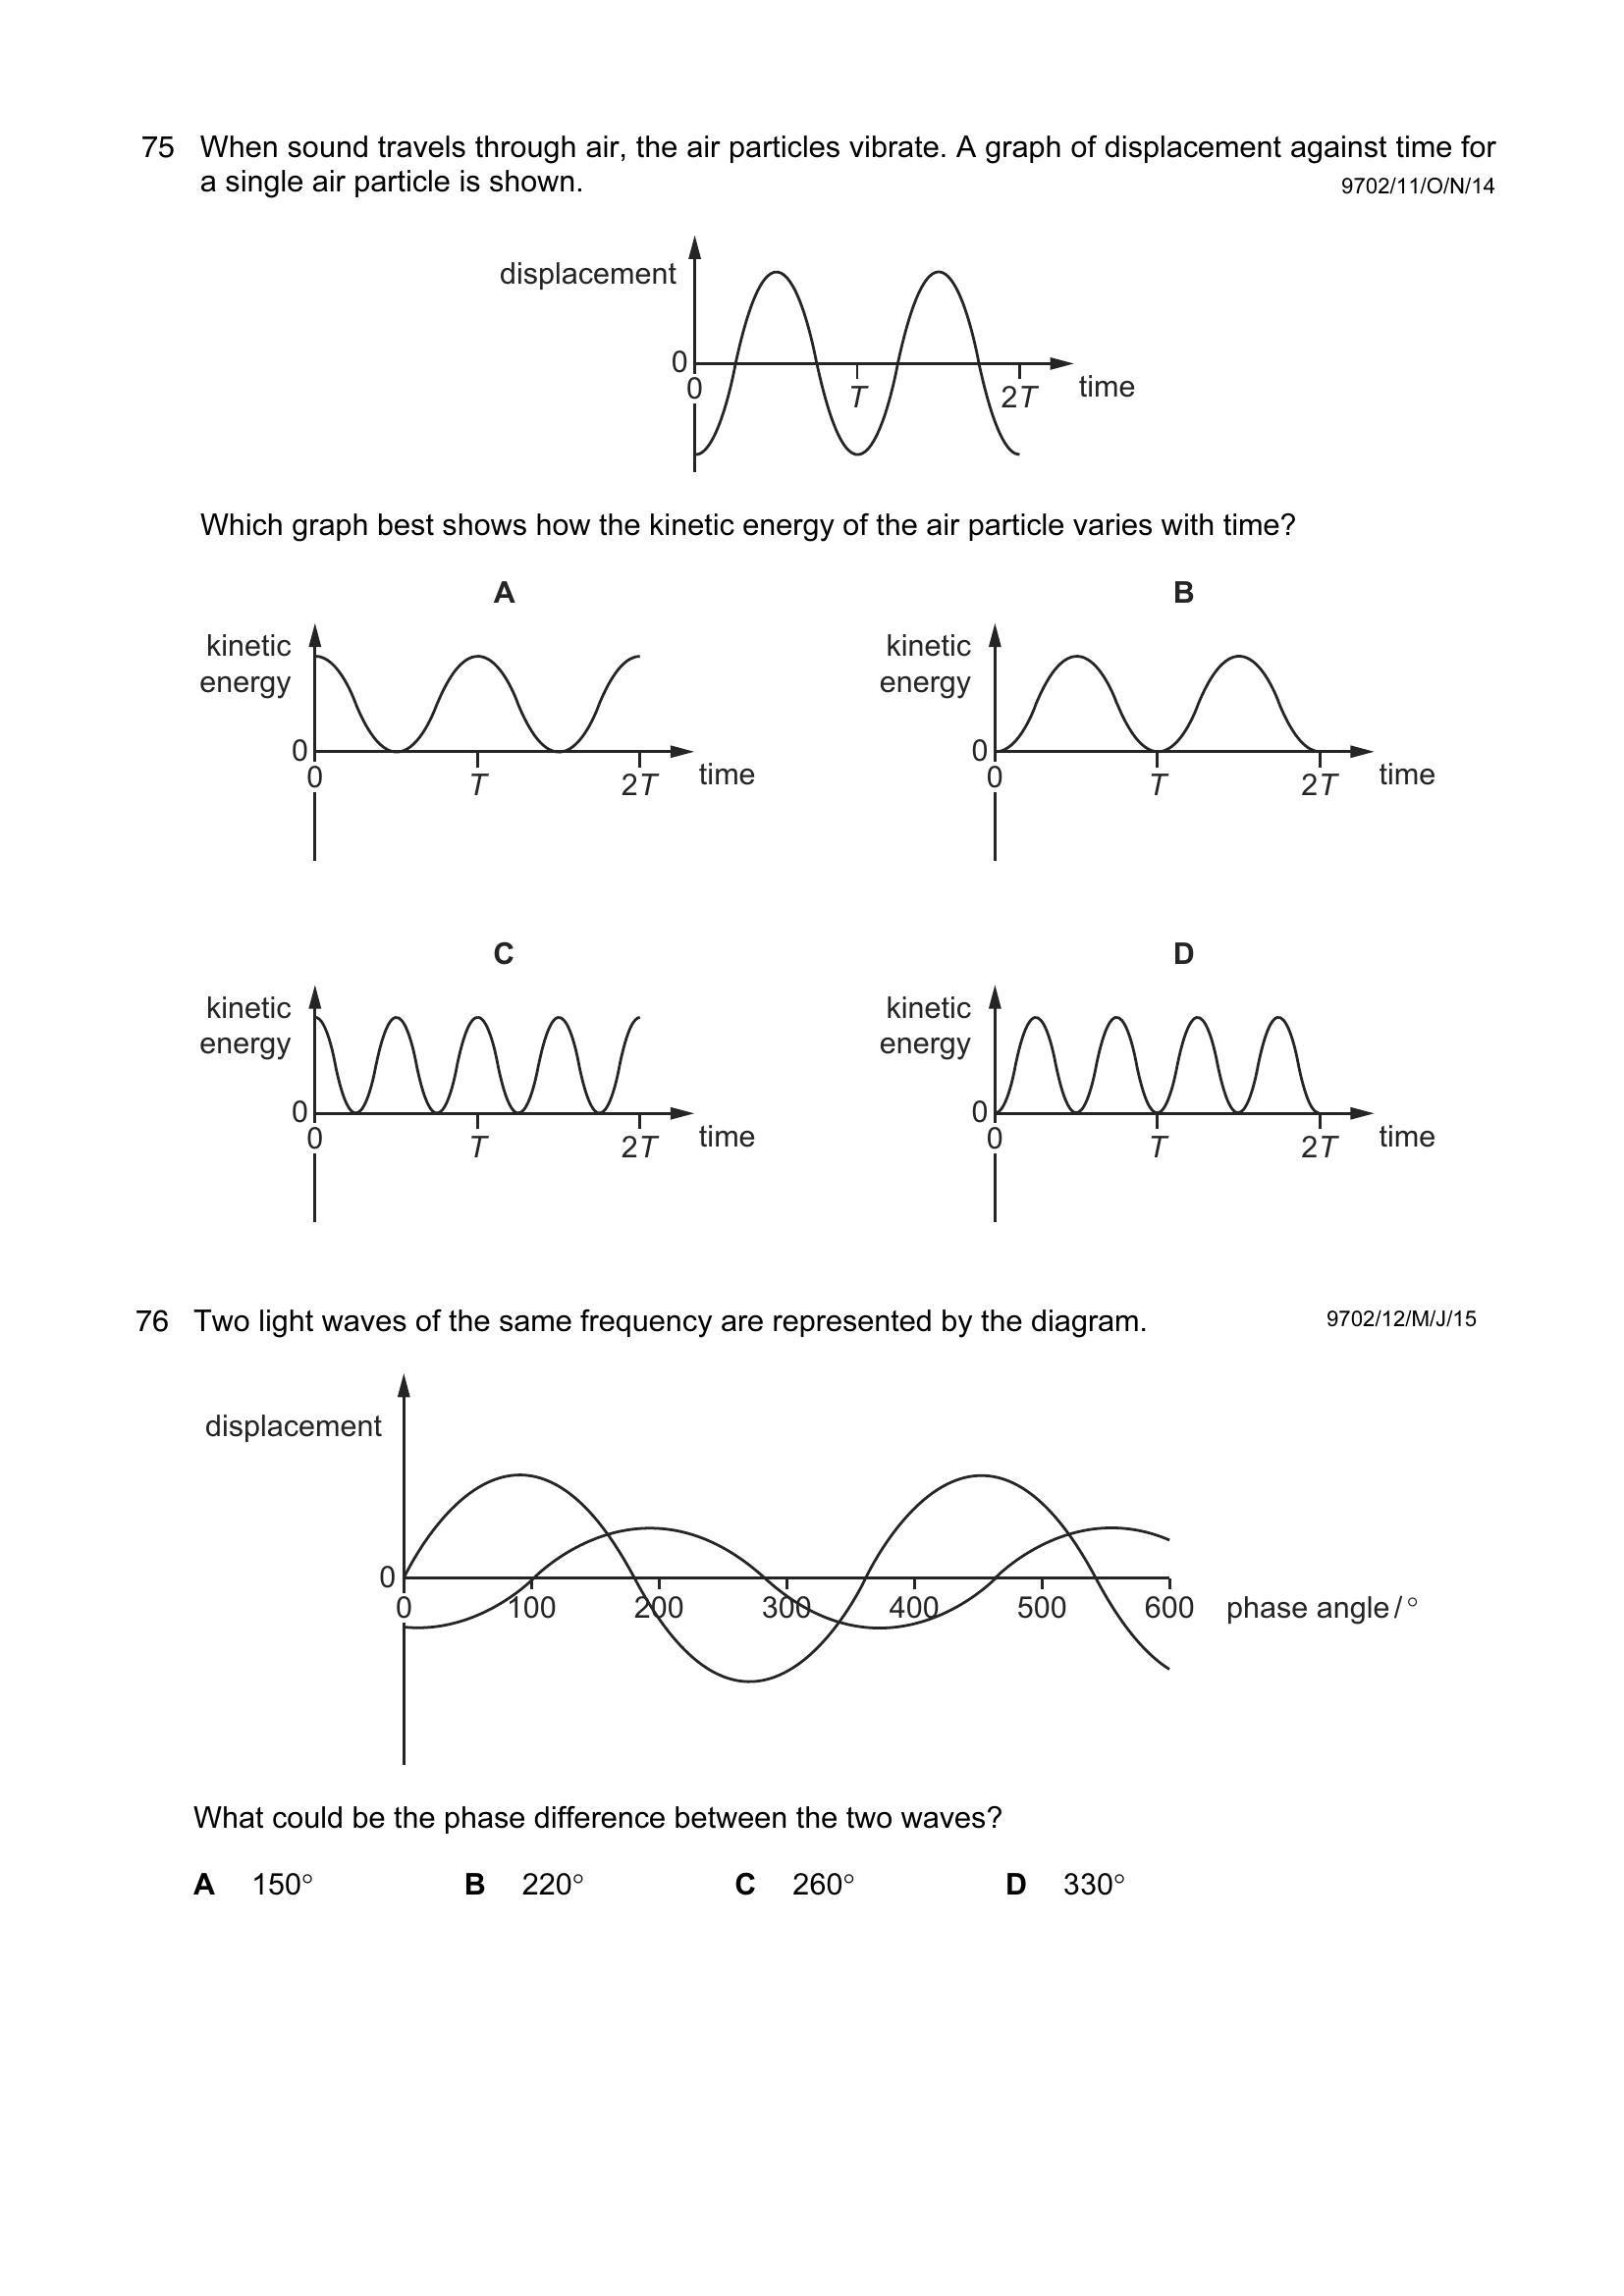 75 When sound travels through air, the air particles vibrate. A graph of displacement against time for
a single air particle is shown.
9702/11/O/N/14
displacement
0
0
T
2T
time
Which graph best shows how the kinetic energy of the air particle varies with time?
A
kinetic
energy
0
0
T
2T
time
B
kinetic
energy
0
0
T
2T
time
C
kinetic
energy
0
0
T
2T
time
D
kinetic
energy
0
0
T
2T
time
76 Two light waves of the same frequency are represented by the diagram.
9702/12/M/J/15
displacement
0
0 100 200 300 400 500 600 phase angle/°
What could be the phase difference between the two waves?
A 150° B 220° C 260° D 330°